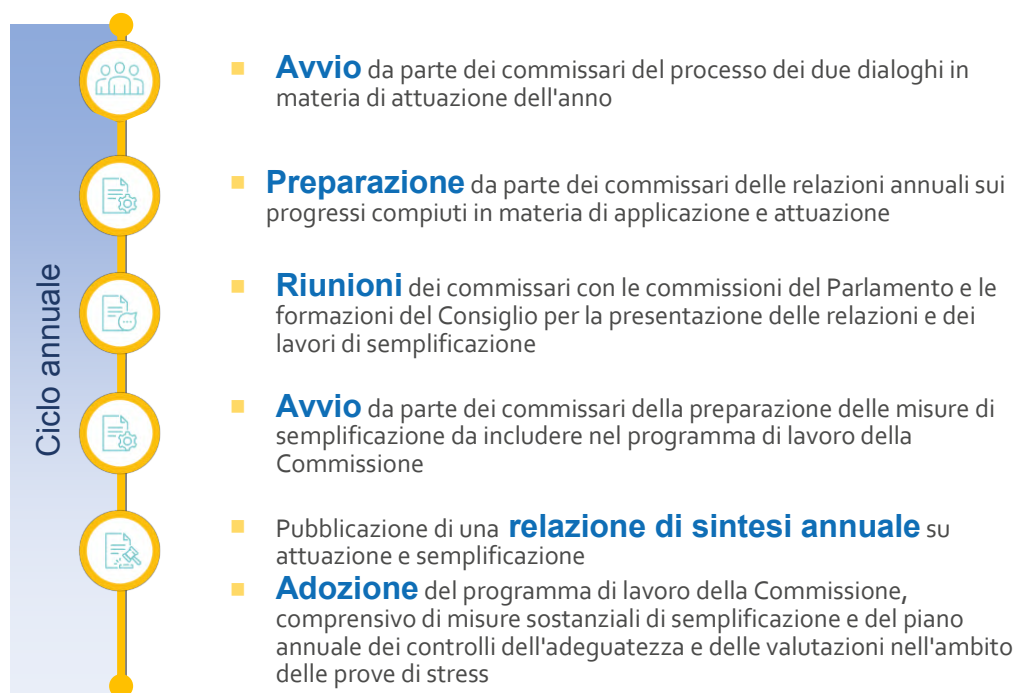 Ciclo annuale
Avvio da parte dei commissari del processo dei due dialoghi in
materia di attuazione dell'anno
Preparazione da parte dei commissari delle relazioni annuali sui
progressi compiuti in materia di applicazione e attuazione
Riunioni dei commissari con le commissioni del Parlamento e le
formazioni del Consiglio per la presentazione delle relazioni e dei
lavori di semplificazione
Avvio da parte dei commissari della preparazione delle misure di
semplificazione da includere nel programma di lavoro della
Commissione
Pubblicazione di una relazione di sintesi annuale su
attuazione e semplificazione
Adozione del programma di lavoro della Commissione,
comprensivo di misure sostanziali di semplificazione e del piano
annuale dei controlli dell'adeguatezza e delle valutazioni nell'ambito
delle prove di stress